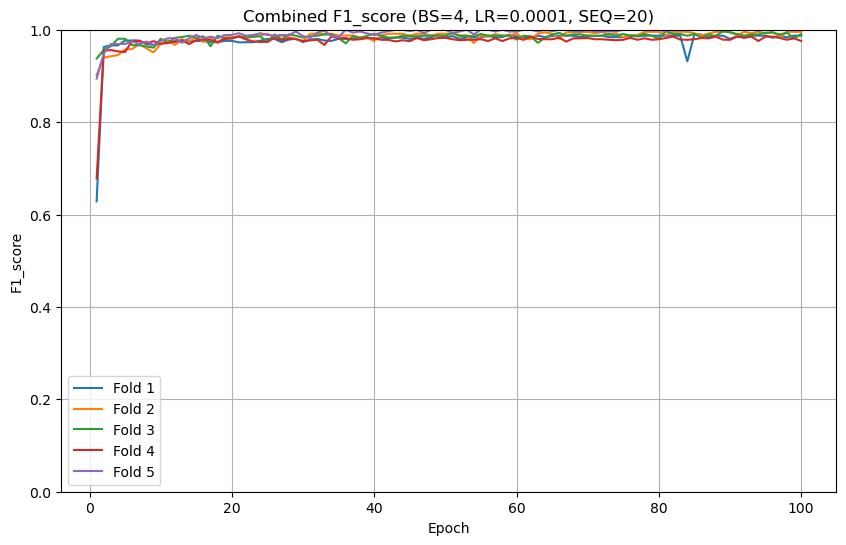 Combined F1_score (BS=4, LR=0.0001, SEQ=20)
1.0
0.8
0.6
0.4
0.2
0.0
F1_score
Fold 1
Fold 2
Fold 3
Fold 4
Fold 5
0 20 40 60 80 100
Epoch